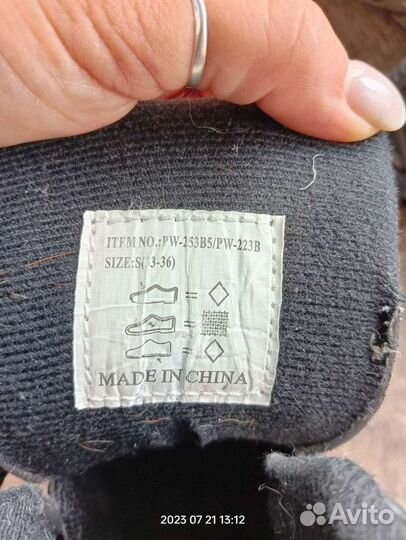 ITEM NO.:PW-253B5/PW-223B
SIZE:S(33-36)
MADE IN CHINA
2023 07 21 13:12
Avito